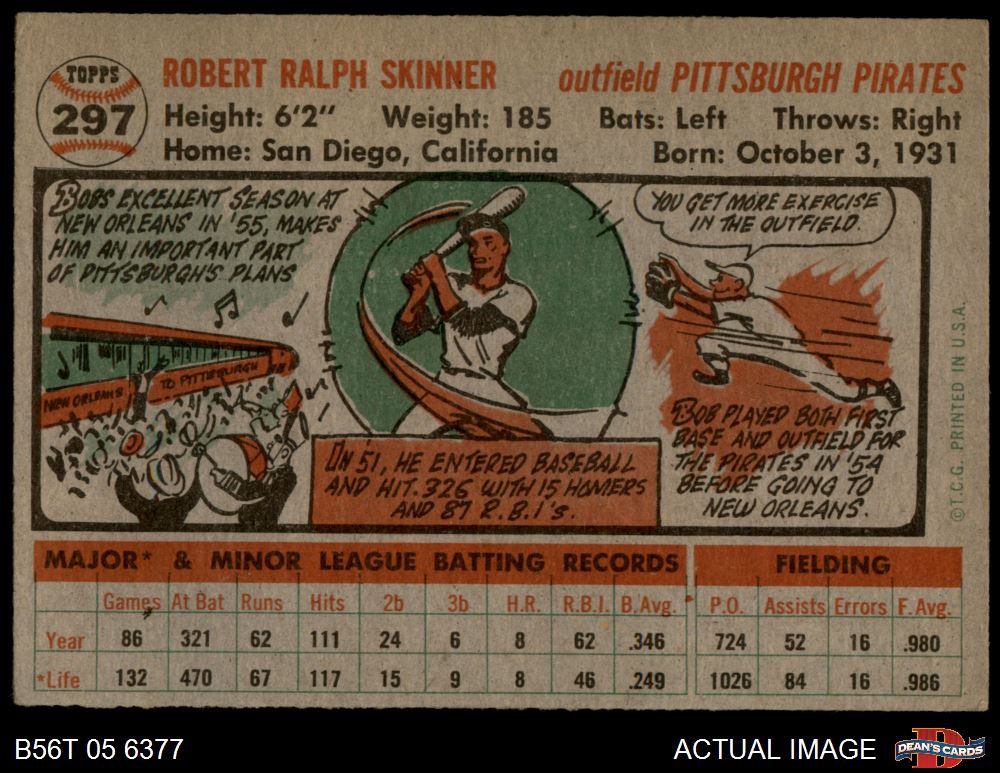 TOPPS
297
ROBERT RALPH SKINNER outfield PITTSBURGH PIRATES
Height: 6'2" Weight: 185 Bats: Left Throws: Right
Home: San Diego, California Born: October 3, 1931
BOBS EXCELLENT SEASON AT
NEW ORLEANS IN '55, MAKES
HIM AN IMPORTANT PART
OF PITTSBURGH'S PLANS
NEW ORLEANS
TO PITTSBURGH
IN '51, HE ENTERED BASEBALL
AND HIT .326 WITH 15 HOMERS
AND 87 R.B.I's.
YOU GET MORE EXERCISE
IN THE OUTFIELD.
BOB PLAYED BOTH FIRST
BASE AND OUTFIELD FOR
THE PIRATES IN '54
BEFORE GOING TO
NEW ORLEANS.
© T.C.G. PRINTED IN U.S.A.
MAJOR* & MINOR LEAGUE BATTING RECORDS FIELDING
Games At Bat Runs Hits 2b 3b H.R. R.B.I. B.Avg. P.O. Assists Errors F.Avg.
Year 86 321 62 111 24 6 8 62 .346 724 52 16 .980
*Life 132 470 67 117 15 9 8 46 .249 1026 84 16 .986
B56T 05 6377 ACTUAL IMAGE
D
DEAN'S CARDS